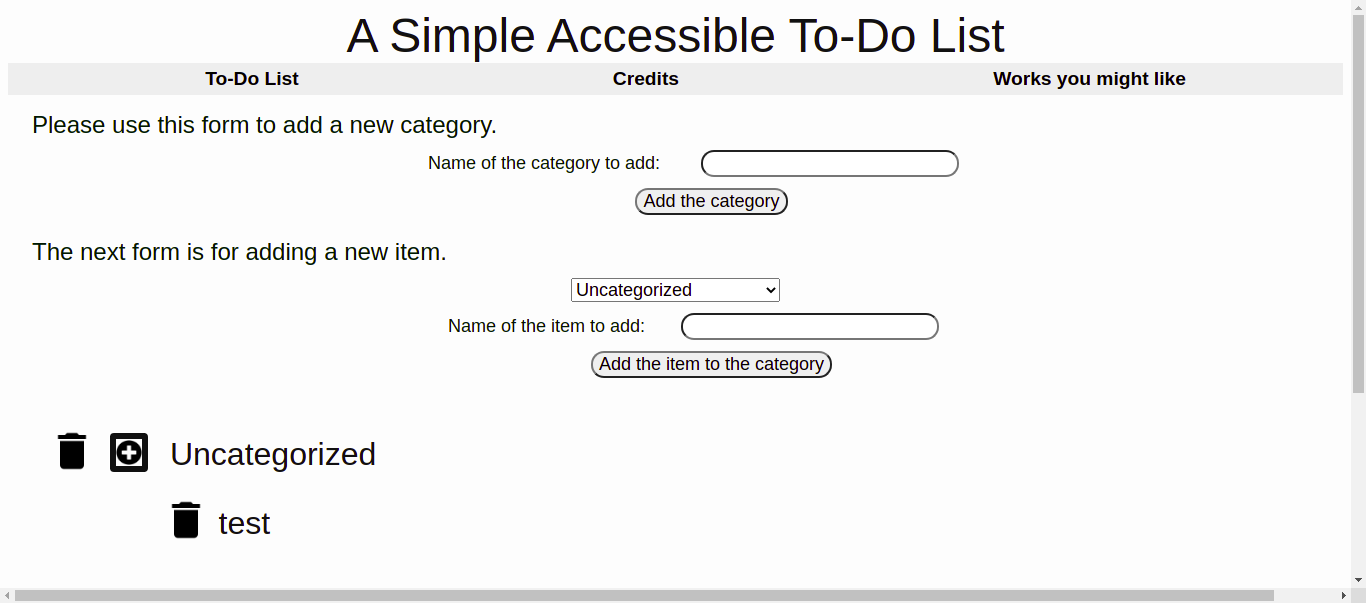 A Simple Accessible To-Do List
To-Do List Credits Works you might like
Please use this form to add a new category.
Name of the category to add:
Add the category
The next form is for adding a new item.
Uncategorized
Name of the item to add:
Add the item to the category
Uncategorized
test